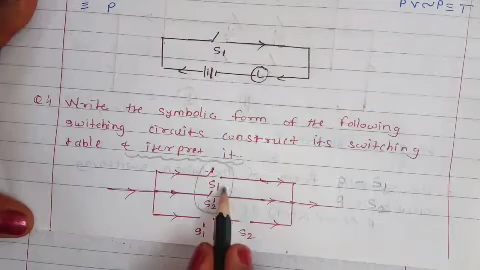 ≡ P
P V ~P ≡ T
S₁
L
Q.4 Write the symbolic form of the following
switching circuits construct its switching
table & iterpret it.
S₁
S₂'
S₁' S₂
P - S₁
q - S₂